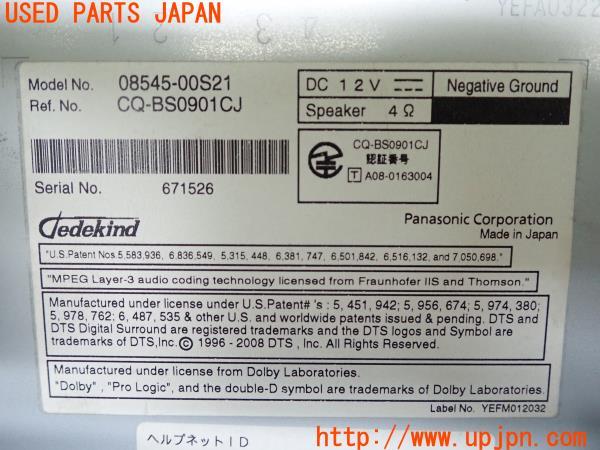 USED PARTS JAPAN
YEFA0322
4 3 2 1
Model No. 08545-00S21
Ref. No. CQ-BS0901CJ
DC 12V
Negative Ground
Speaker 4Ω
CQ-BS0901CJ
認証番号
T A08-0163004
Serial No. 671526
Dedekind
Panasonic Corporation
Made in Japan
"U.S.Patent Nos.5,583,936, 6,836,549, 5,315,448, 6,381,747, 6,501,842, 6,516,132, and 7,050,698."
"MPEG Layer-3 audio coding technology licensed from Fraunhofer IIS and Thomson."
Manufactured under license under U.S.Patent# 's : 5, 451, 942; 5, 956, 674; 5, 974, 380;
5, 978, 762; 6, 487, 535 & other U.S. and worldwide patents issued & pending. DTS and
DTS Digital Surround are registered trademarks and the DTS logos and Symbol are
trademarks of DTS,Inc.© 1996 - 2008 DTS , Inc. All Rights Reserved.
Manufactured under license from Dolby Laboratories.
"Dolby" , "Pro Logic", and the double-D symbol are trademarks of Dolby Laboratories.
Label No. YEFM012032
ヘルプネットID
http://www.upjpn.com/